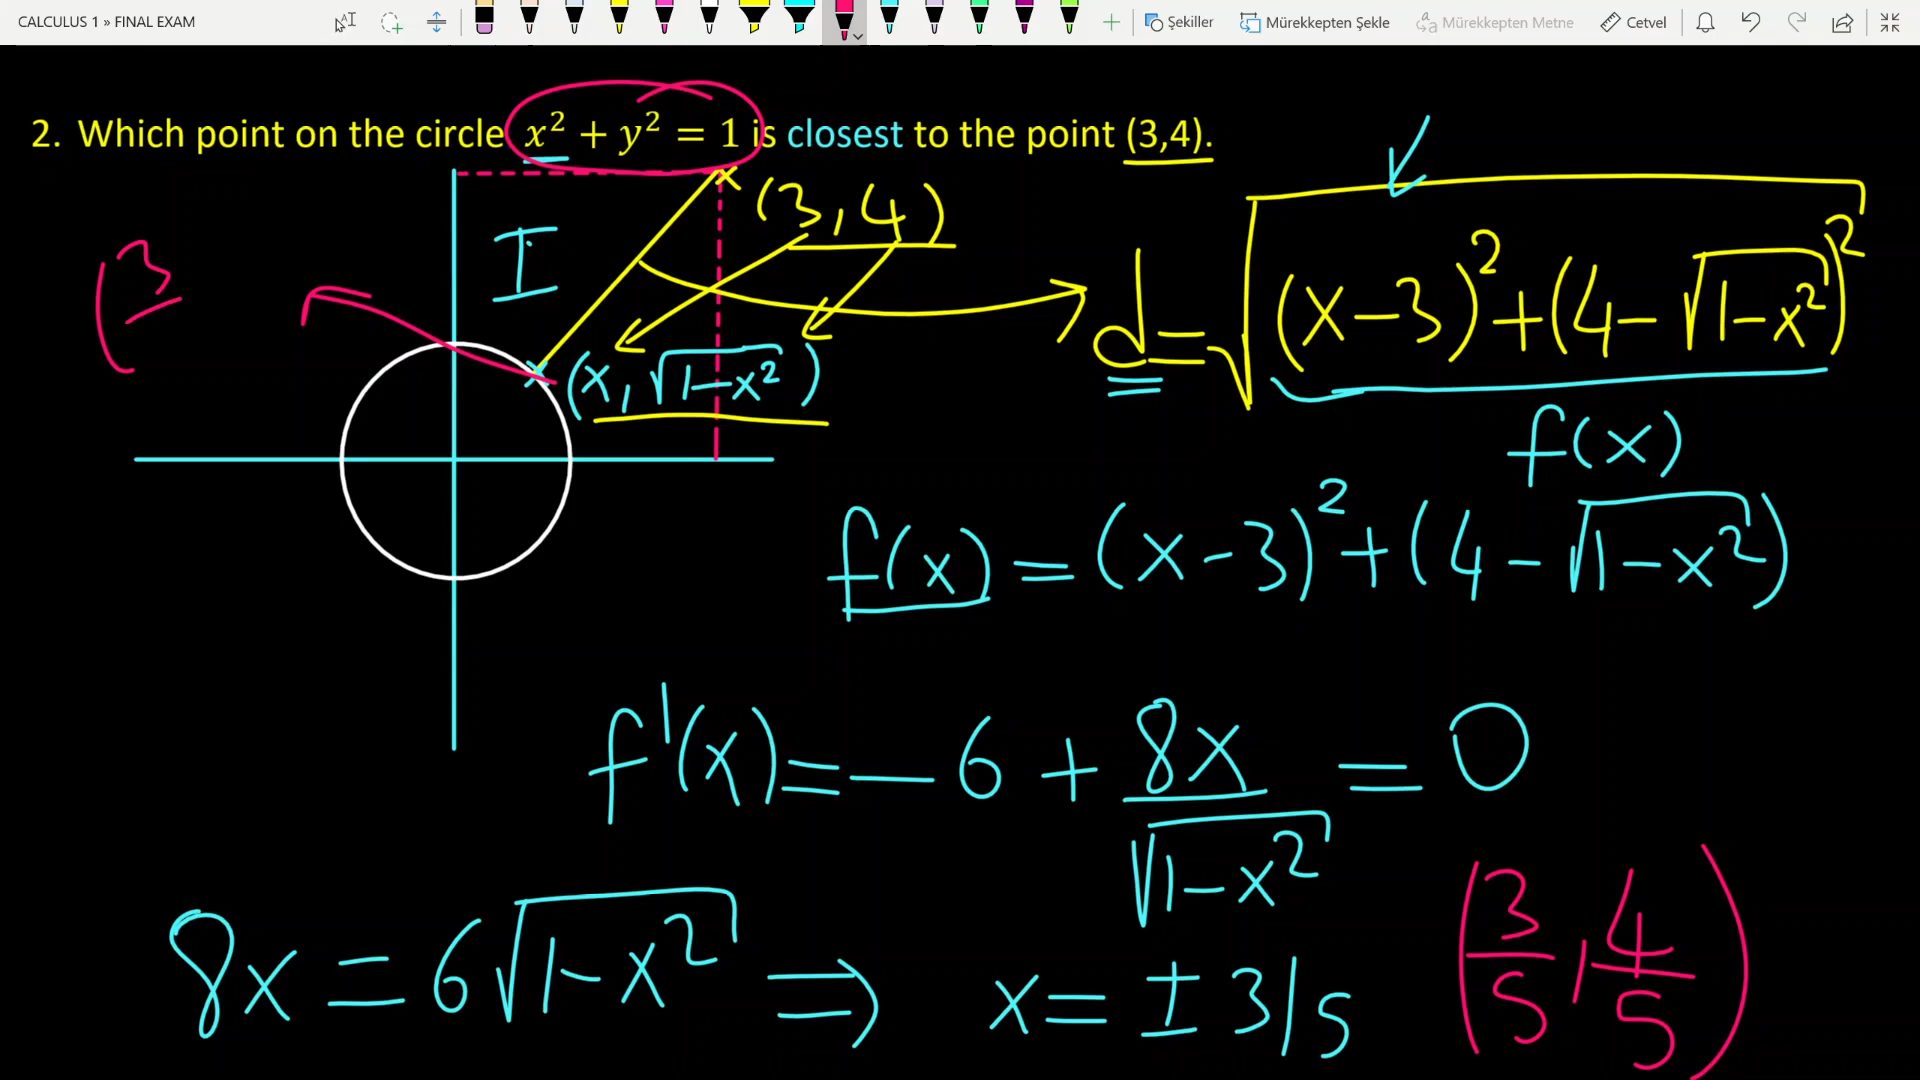 CALCULUS 1 » FINAL EXAM
Şekiller
Mürekkepten Şekle
Mürekkepten Metne
Cetvel
2. Which point on the circle x² + y² = 1 is closest to the point (3,4).
(3,4)
I
(3
(x, √(1-x²))
d = √((x-3)² + (4-√(1-x²))²)
f(x)
f(x) = (x-3)² + (4-√(1-x²))
f'(x) = -6 + 8x/√(1-x²) = 0
8x = 6√(1-x²) ⇒ x = ± 3/5
(3/5, 4/5)